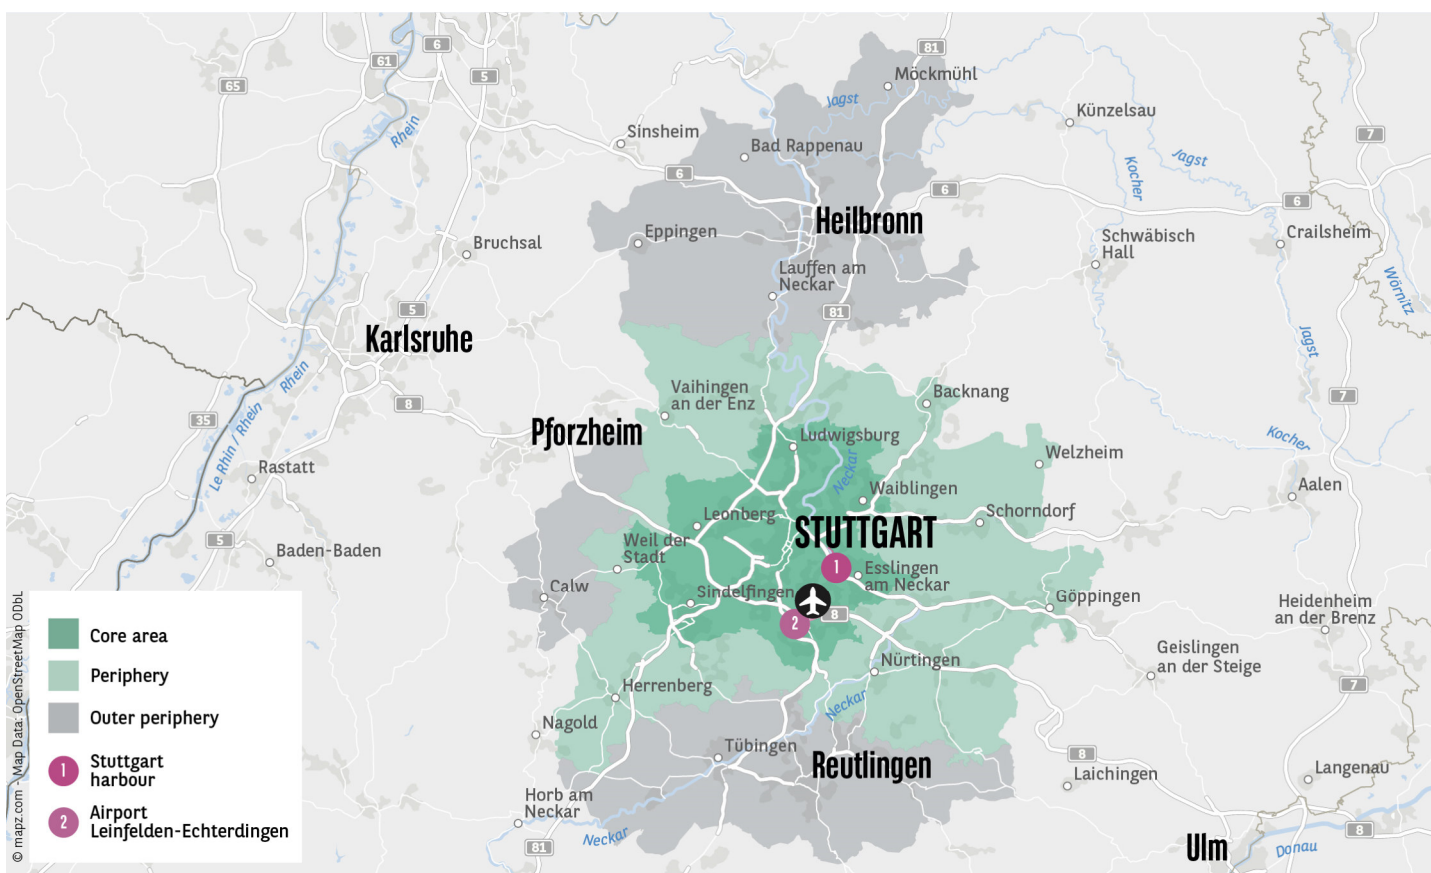 81
6
61
Möckmühl
5
65
Jagst
Künzelsau
Rhein
Sinsheim
7
Bad Rappenau
Jagst
Kocher
6
6
6
Heilbronn
Eppingen
Bruchsal
Schwäbisch
Hall
Crailsheim
Lauffen am
Neckar
Wörnitz
5
81
Karlsruhe
Jagst
Rhein
Vaihingen
an der Enz
Backnang
7
8
35
Le Rhin / Rhein
Pforzheim
Ludwigsburg
Kocher
Welzheim
Rastatt
Neckar
Waiblingen
Aalen
Leonberg
Schorndorf
STUTTGART
5
Weil der
Stadt
Baden-Baden
1
Esslingen
am Neckar
Calw
Sindelfingen
Göppingen
Heidenheim
an der Brenz
8
2
Geislingen
an der Steige
Nürtingen
Herrenberg
7
Neckar
Nagold
Tübingen
Reutlingen
8
Laichingen
Langenau
Horb am
Neckar
Neckar
81
Ulm
Donau
8
Core area
Periphery
Outer periphery
1
Stuttgart
harbour
2
Airport
Leinfelden-Echterdingen
© mapz.com - Map Data: OpenStreetMap ODbL